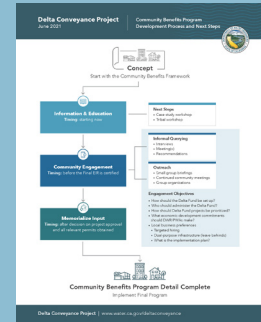 Delta Conveyance Project
June 2021
Community Benefits Program
Development Process and Next Steps
Concept
Start with the Community Benefits Framework
Information & Education
Timing: starting now
Next Steps
• Case study workshop
• Tribal workshop
Community Engagement
Timing: before the Final EIR is certified
Informal Querying
• Interviews
• Meeting(s)
• Recommendations
Outreach
• Small group briefings
• Continued community meetings
• Group organizations
Engagement Objectives
• How should the Delta Fund be set up?
• Who should administer the Delta Fund?
• How should Delta Fund projects be prioritized?
• What economic development commitments
should DWR/
make?
• Local business preferences
• Targeted hiring
• Dual purpose infrastructure (leave behinds)
• What is the implementation plan?
Memorialize Input
Timing: after decision on project approval
and all relevant permits obtained
Community Benefits Program Detail Complete
Implement Final Program
Delta Conveyance Project | www.water.ca.gov/deltaconveyance